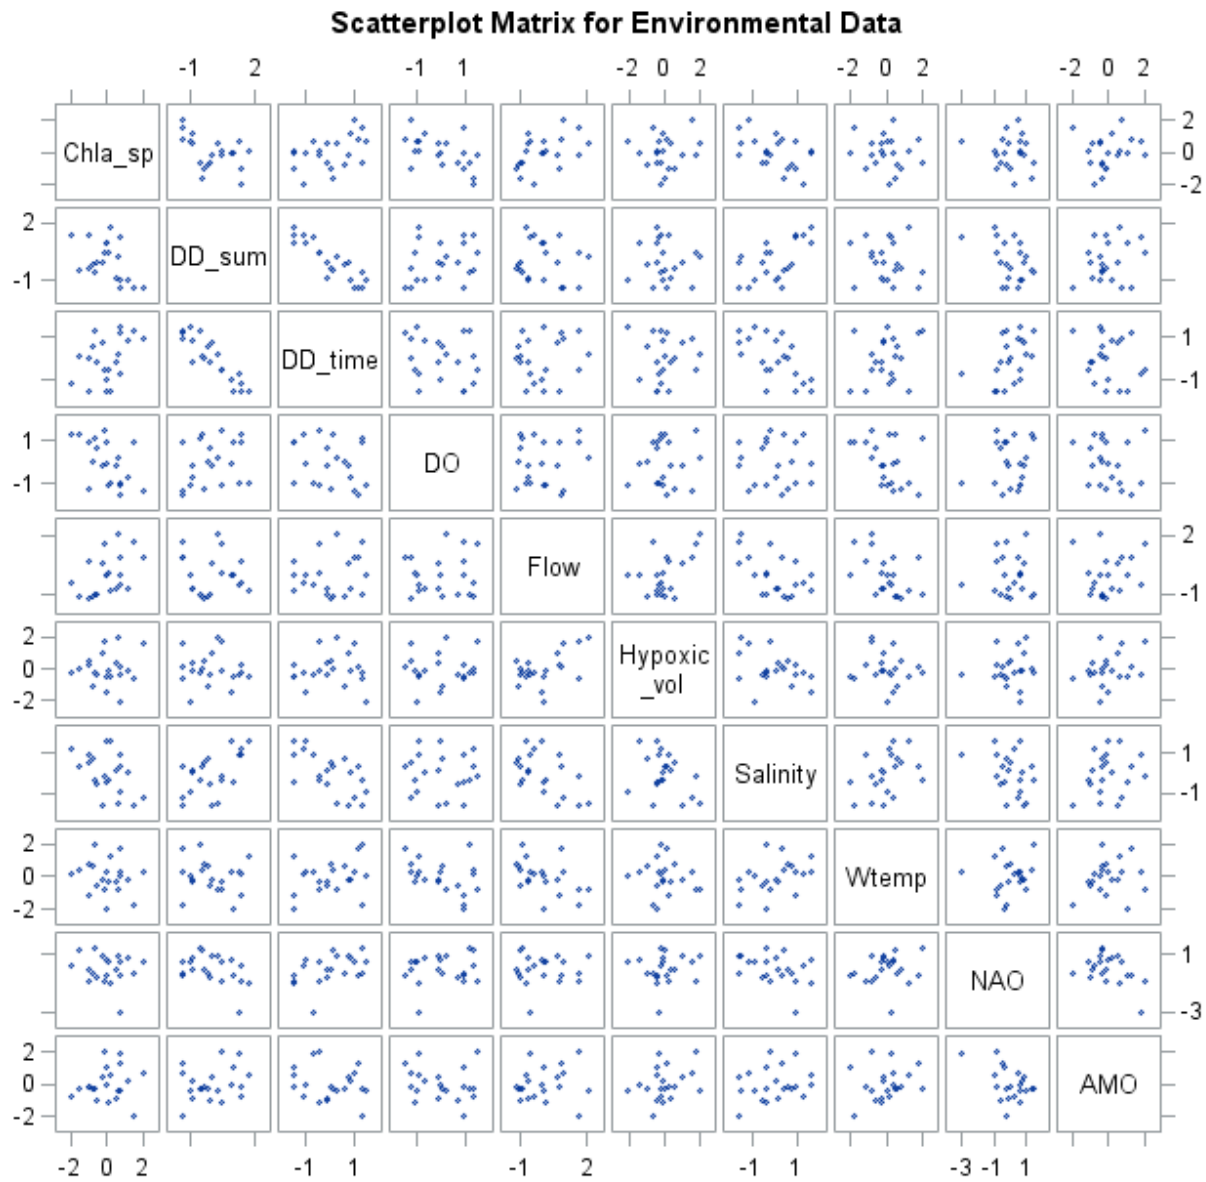 Scatterplot Matrix for Environmental Data
-1 2 -1 1 -2 0 2 -2 0 2 -2 0 2
Chla_sp
2
0
-2
2
-1
DD_sum
DD_time
1
-1
1
-1
DO
Flow
2
-1
2
0
-2
Hypoxic
_vol
Salinity
1
-1
2
0
-2
Wtemp
NAO
1
-3
2
0
-2
AMO
-2 0 2 -1 1 -1 2 -1 1 -3 -1 1